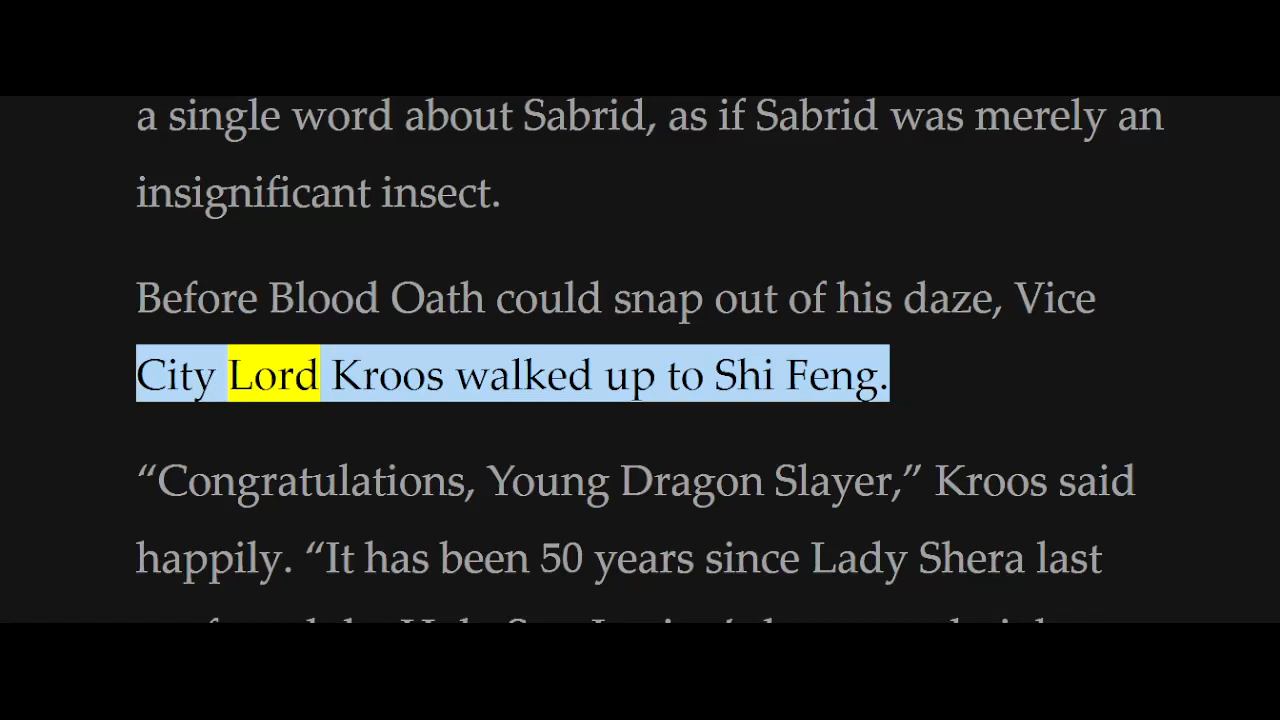 a single word about Sabrid, as if Sabrid was merely an
insignificant insect.
Before Blood Oath could snap out of his daze, Vice
City Lord Kroos walked up to Shi Feng.
“Congratulations, Young Dragon Slayer,” Kroos said
happily. “It has been 50 years since Lady Shera last